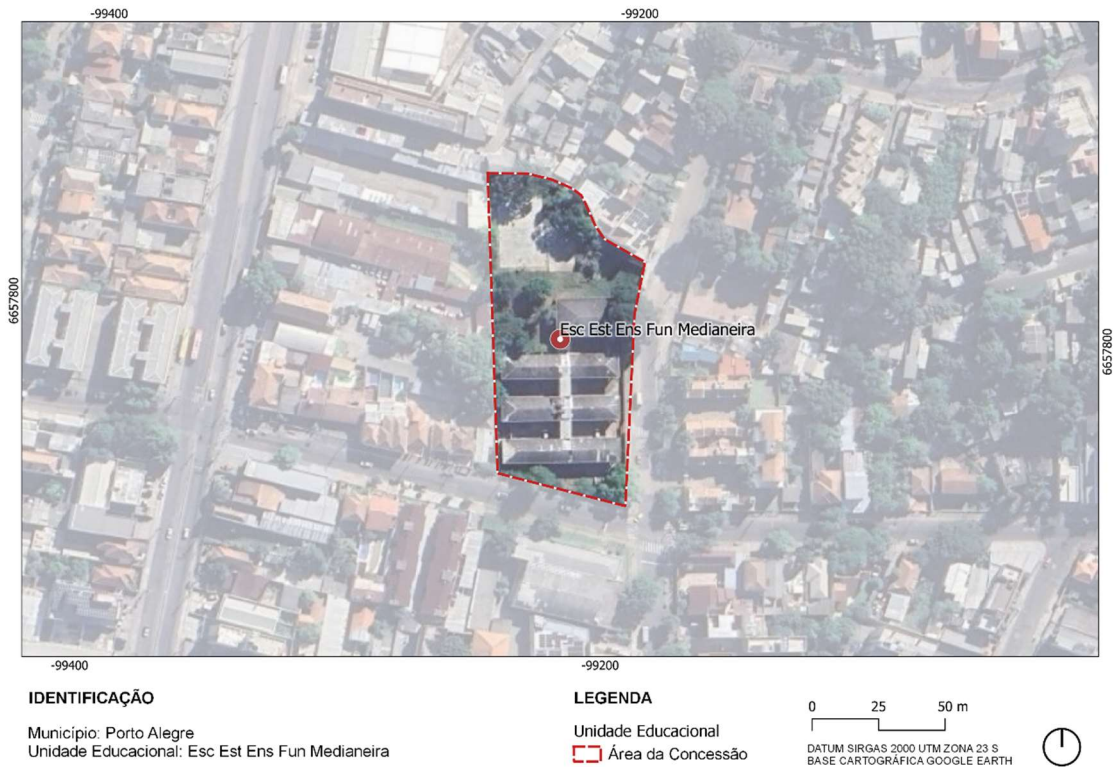 -99400
-99200
6657800
6657800
Esc Est Ens Fun Medianeira
-99400
-99200
IDENTIFICAÇÃO
Município: Porto Alegre
Unidade Educacional: Esc Est Ens Fun Medianeira
LEGENDA
Unidade Educacional
Área da Concessão
0 25 50 m
DATUM SIRGAS 2000 UTM ZONA 23 S
BASE CARTOGRÁFICA GOOGLE EARTH